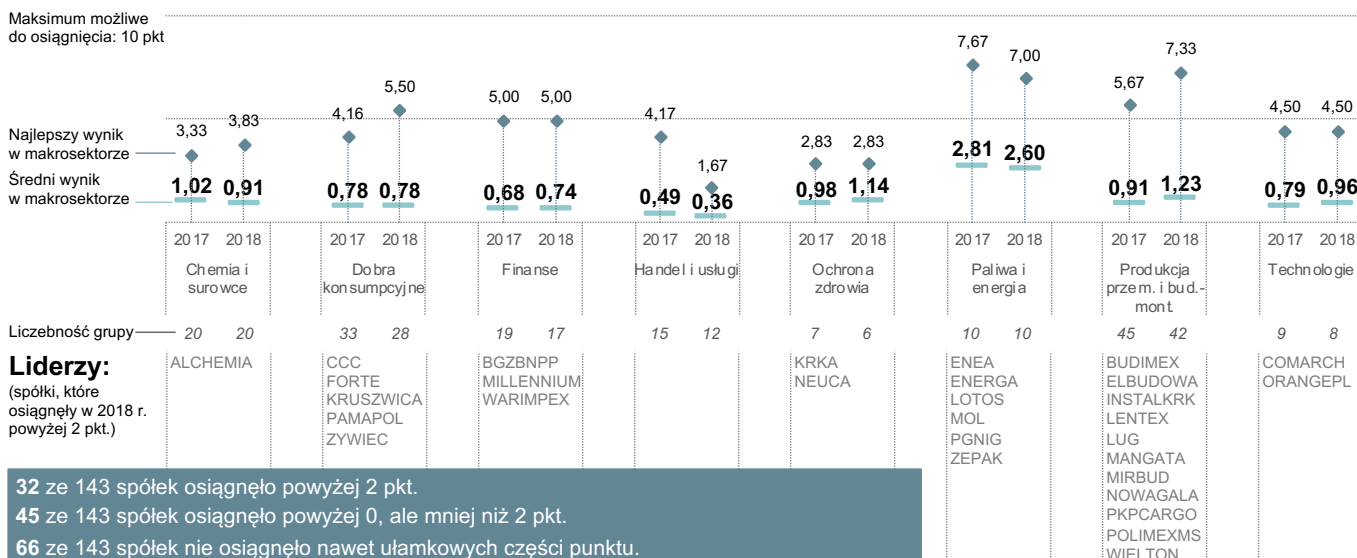 Maksimum możliwe
do osiągnięcia: 10 pkt
7,67
7,00
7,33
5,67
5,50
4,16
5,00
5,00
4,17
4,50
4,50
3,33
3,83
2,83
2,83
1,67
Najlepszy wynik
w makrosektorze
Średni wynik
w makrosektorze
1,02 0,91
0,78 0,78
0,68 0,74
0,49 0,36
0,98 1,14
2,81 2,60
0,91 1,23
0,79 0,96
2017 2018
2017 2018
2017 2018
2017 2018
2017 2018
2017 2018
2017 2018
2017 2018
Chemia i
surowce
Dobra
konsumpcyjne
Finanse
Handel i usługi
Ochrona
zdrowia
Paliwa i
energia
Produkcja
przem. i bud.-
mont.
Technologie
Liczebność grupy
20 20
33 28
19 17
15 12
7 6
10 10
45 42
9 8
Liderzy:
(spółki, które
osiągnęły w 2018 r.
powyżej 2 pkt.)
ALCHEMIA
CCC
FORTE
KRUSZWICA
PAMAPOL
ZYWIEC
BGZBNPP
MILLENNIUM
WARIMPEX
KRKA
NEUCA
ENEA
ENERGA
LOTOS
MOL
PGNIG
ZEPAK
BUDIMEX
ELBUDOWA
INSTALKRK
LENTEX
LUG
MANGATA
MIRBUD
NOWAGALA
PKPCARGO
POLIMEXMS
WIELTON
COMARCH
ORANGEPL
32 ze 143 spółek osiągnęło powyżej 2 pkt.
45 ze 143 spółek osiągnęło powyżej 0, ale mniej niż 2 pkt.
66 ze 143 spółek nie osiągnęło nawet ułamkowych części punktu.